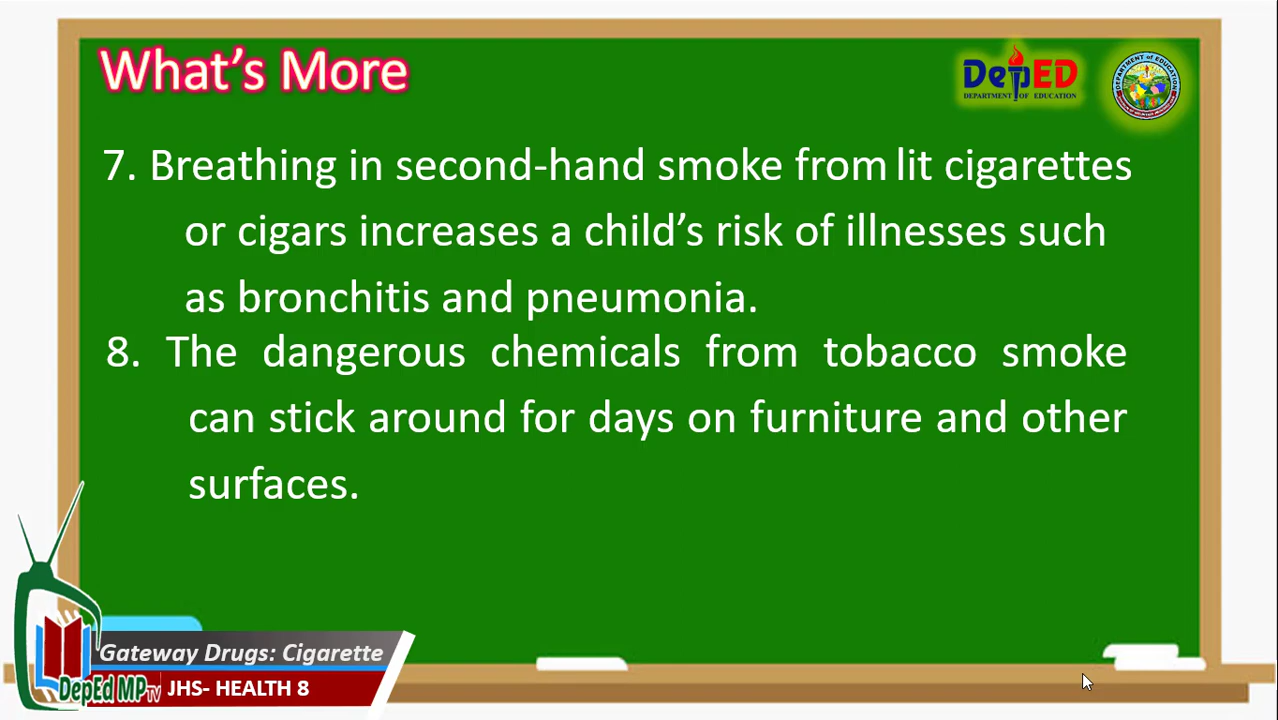 What's More
DepED
DEPARTMENT OF EDUCATION
7. Breathing in second-hand smoke from lit cigarettes
or cigars increases a child's risk of illnesses such
as bronchitis and pneumonia.
8. The dangerous chemicals from tobacco smoke
can stick around for days on furniture and other
surfaces.
Gateway Drugs: Cigarette
DepEd MP TV
JHS- HEALTH 8